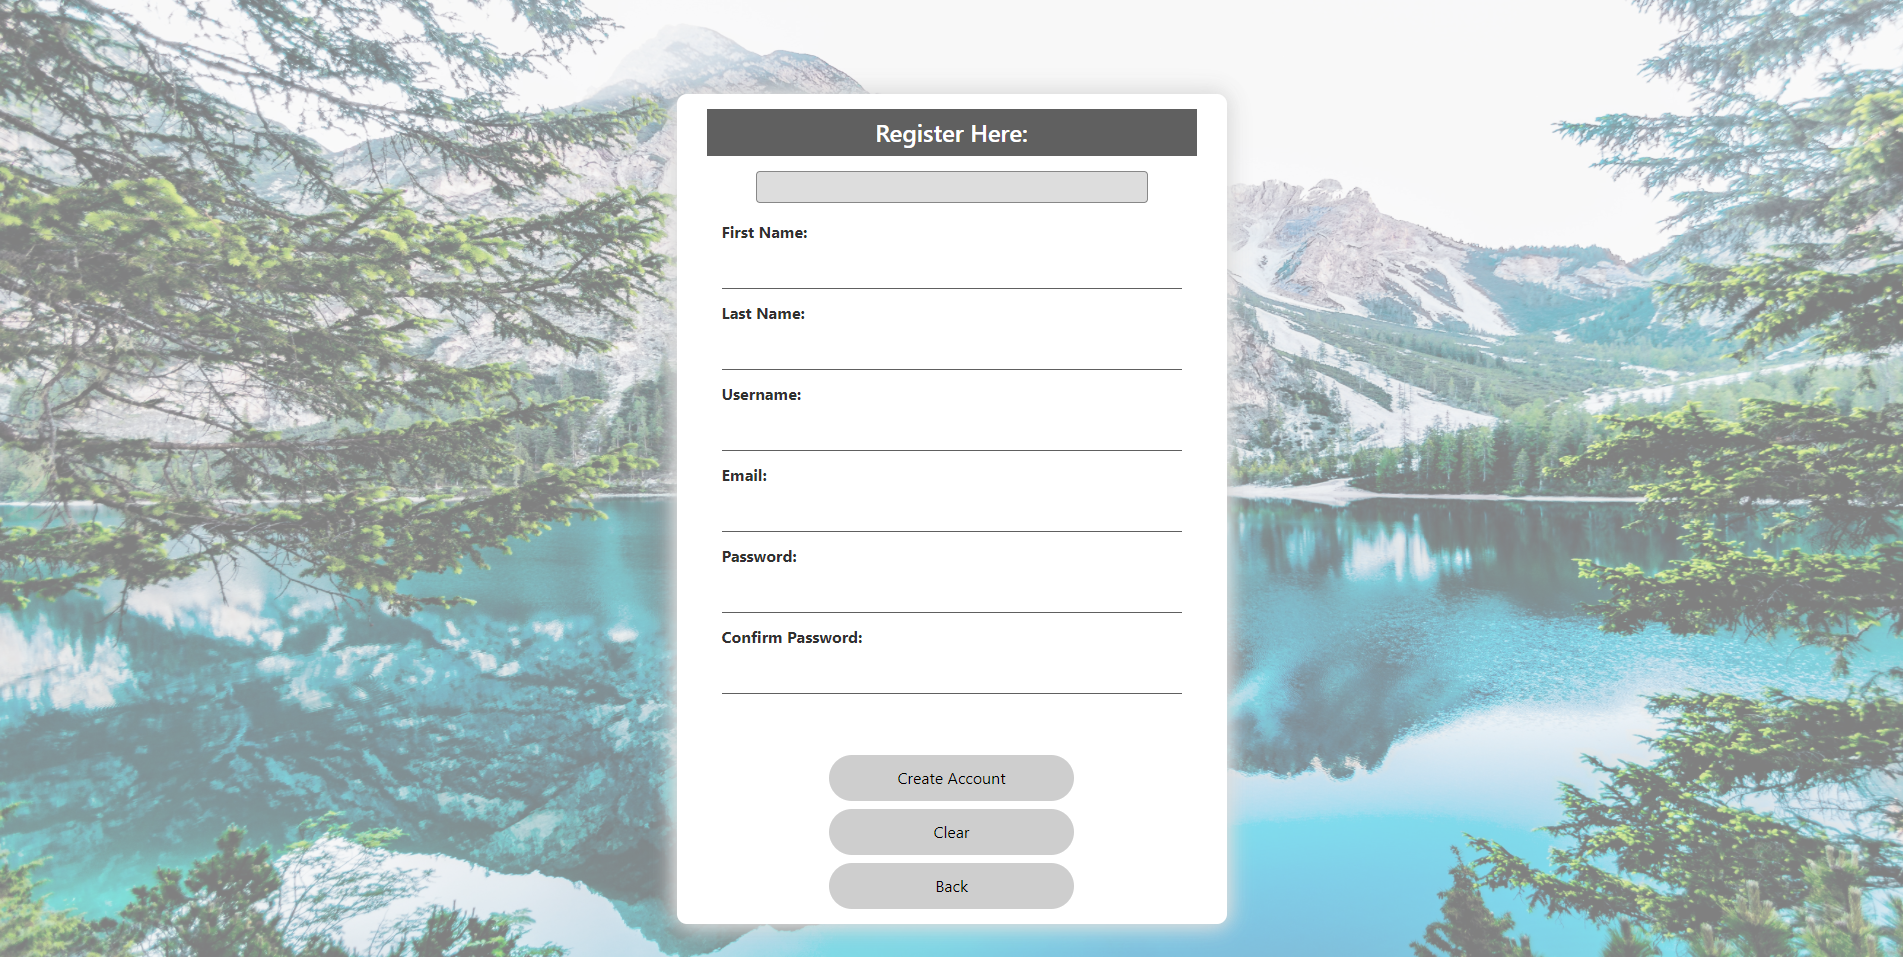 Register Here:
First Name:
Last Name:
Username:
Email:
Password:
Confirm Password:
Create Account
Clear
Back